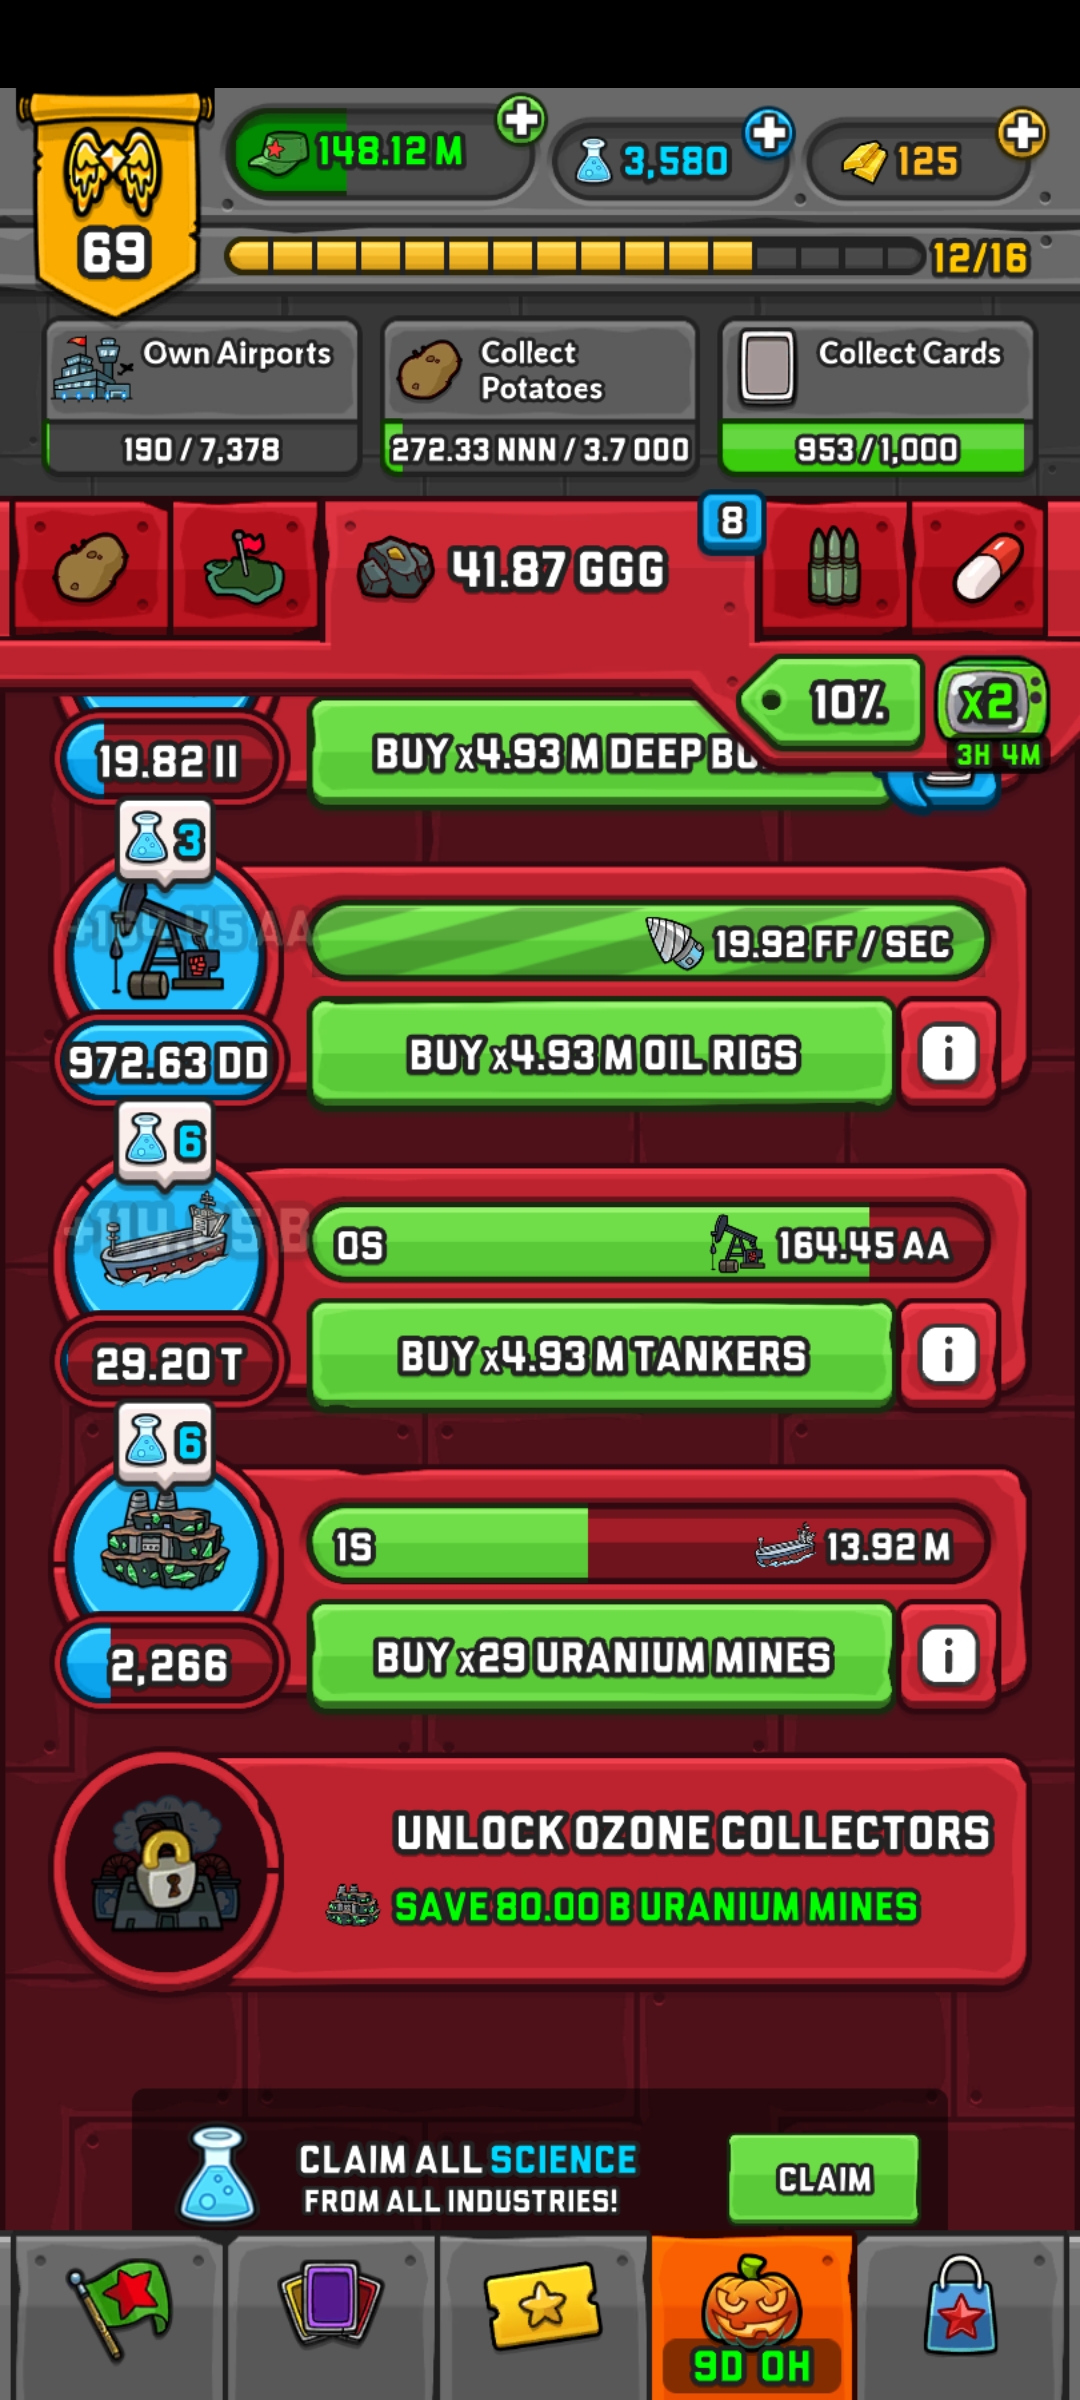 69
148.12 M
3,580
125
12/16
Own Airports
190 / 7,378
Collect
Potatoes
272.33 NNN / 3.7 OOO
Collect Cards
953 / 1,000
41.87 GGG
8
10%
x2
3H 4M
19.82 II
BUY x4.93 M DEEP
3
19.92 FF / SEC
972.63 DD
BUY x4.93 M OIL RIGS
i
6
0S
164.45 AA
29.20 T
BUY x4.93 M TANKERS
i
6
1S
13.92 M
2,266
BUY x29 URANIUM MINES
i
UNLOCK OZONE COLLECTORS
SAVE 80.00 B URANIUM MINES
CLAIM ALL SCIENCE
FROM ALL INDUSTRIES!
CLAIM
9D 0H